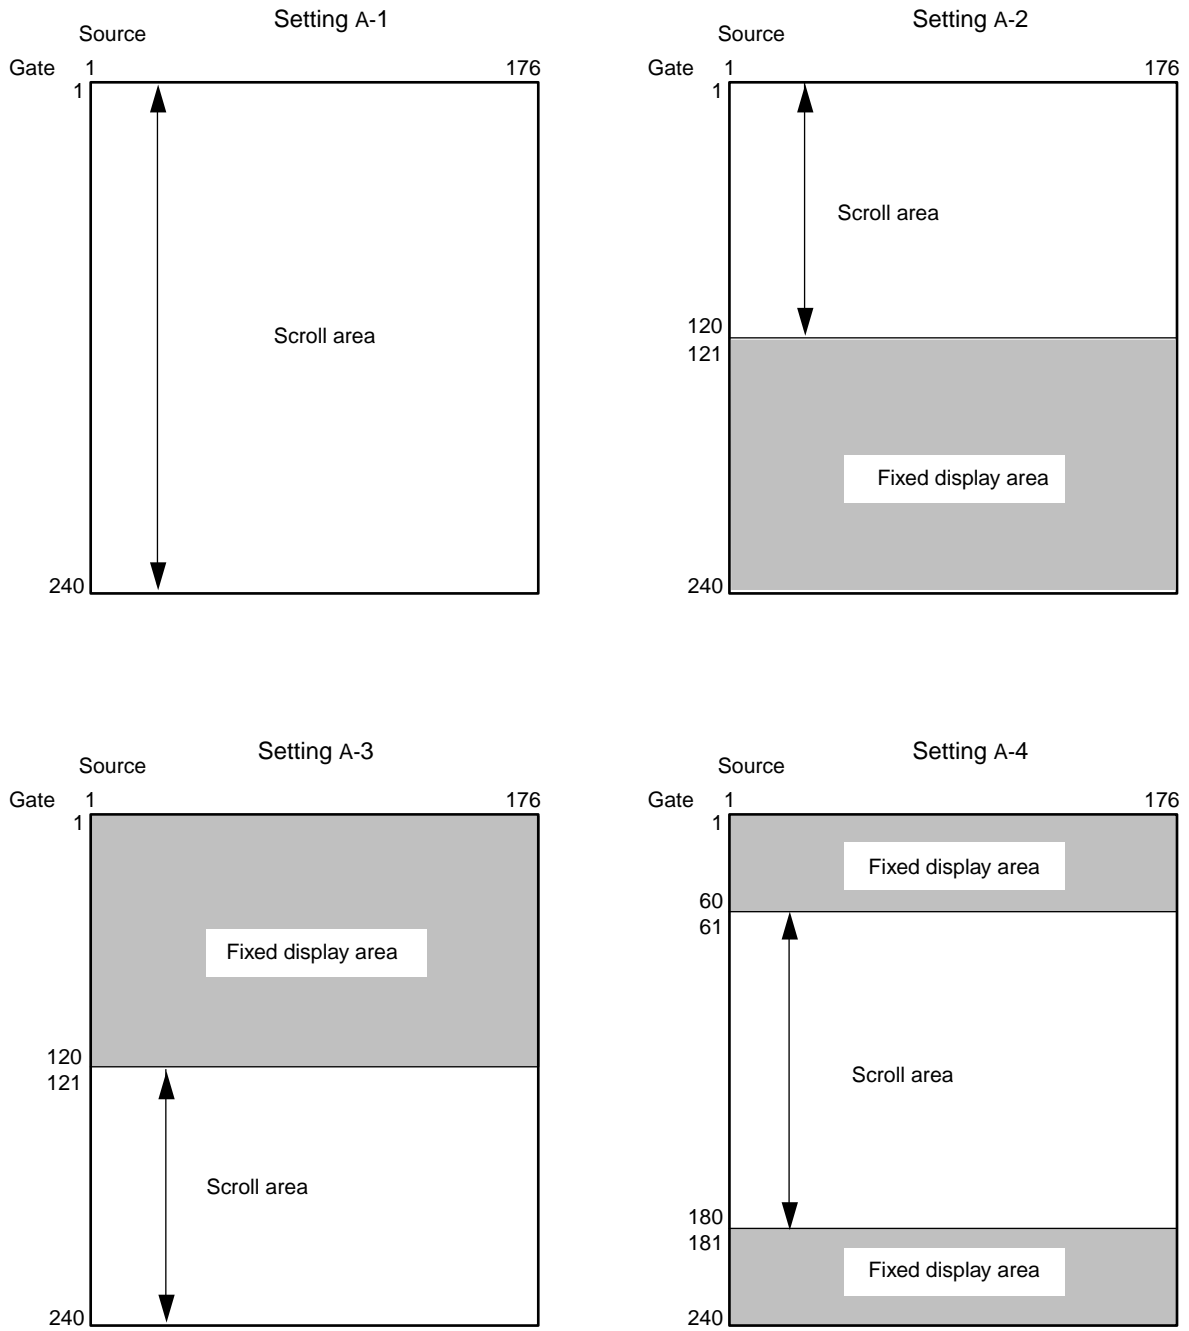 Setting A-1
Source
Gate 1 176
1
Scroll area
240
Setting A-2
Source
Gate 1 176
1
Scroll area
120
121
Fixed display area
240
Setting A-3
Source
Gate 1 176
1
Fixed display area
120
121
Scroll area
240
Setting A-4
Source
Gate 1 176
1
Fixed display area
60
61
Scroll area
180
181
Fixed display area
240